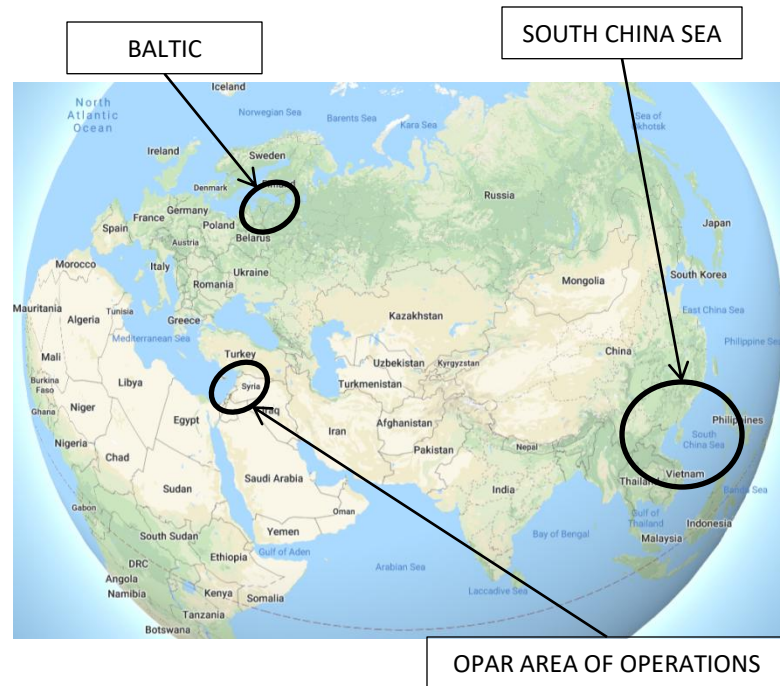 BALTIC
SOUTH CHINA SEA
Iceland
North
Atlantic
Ocean
Norwegian Sea
Barents Sea
Kara Sea
Sea of
Ireland
Sweden
Denmark
Russia
Germany
France
Poland
Spain
Austria
Belarus
Japan
Ukraine
Italy
Romania
Mongolia
South Korea
Morocco
Kazakhstan
Tunisia
Greece
East China Sea
Mauritania
Algeria
Mediterranean Sea
Turkey
Uzbekistan
Kyrgyzstan
China
Philippine Sea
Mali
Libya
Syria
Turkmenistan
Burkina
Faso
Niger
Egypt
Iraq
Iran
Afghanistan
Philippines
Ghana
Pakistan
Nepal
South
China Sea
Nigeria
Chad
Saudi Arabia
India
Thailand
Vietnam
Banda Sea
Sudan
Oman
Gabon
Yemen
Bay of Bengal
Gulf of
Thailand
Indonesia
South Sudan
Gulf of Aden
Malaysia
Ethiopia
DRC
Arabian Sea
Angola
Kenya
Somalia
Laccadive Sea
Namibia
Tanzania
Botswana
OPAR AREA OF OPERATIONS